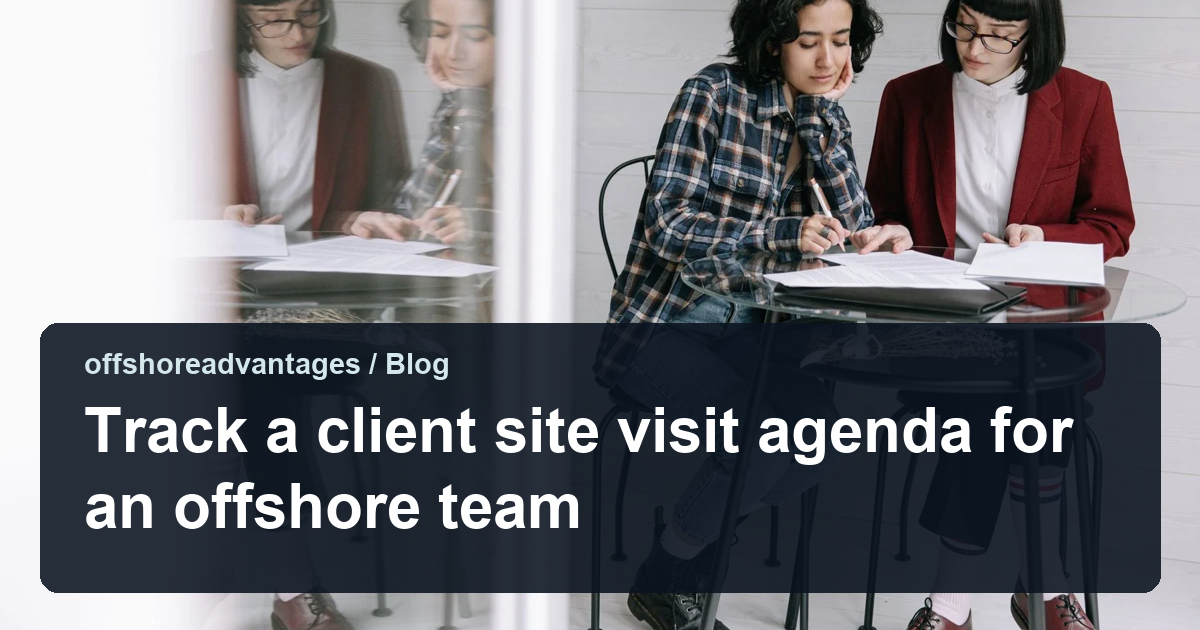 offshoreadvantages / Blog
Track a client site visit agenda for
an offshore team